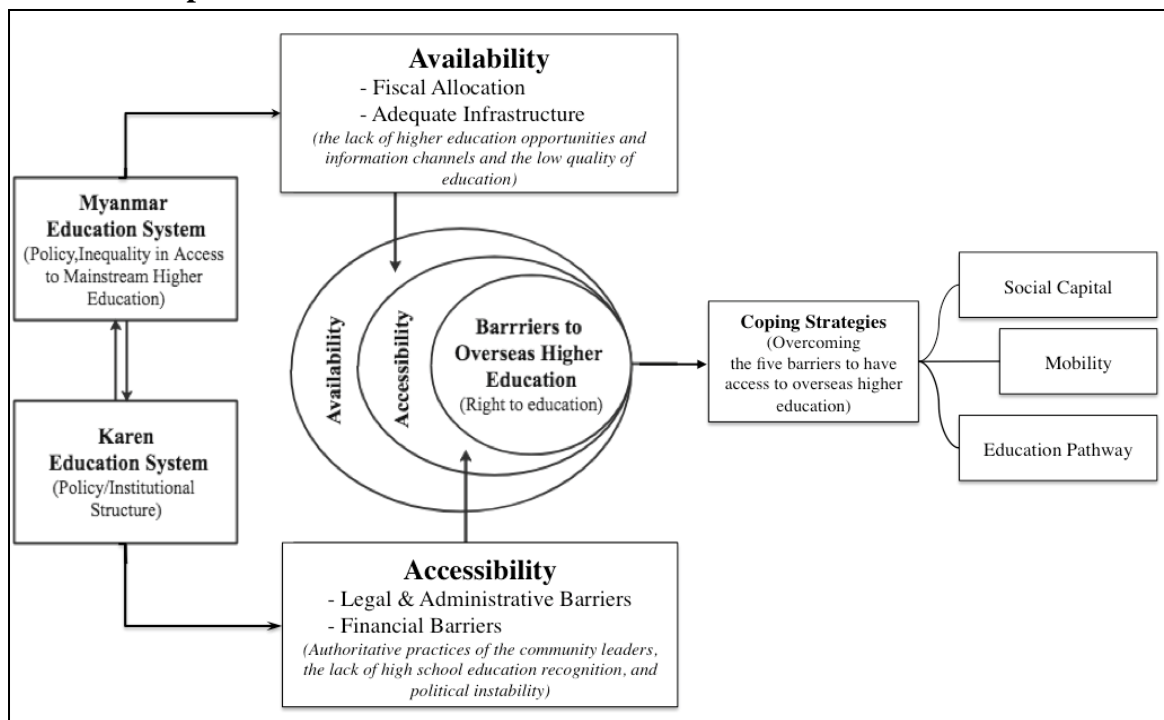 Availability
- Fiscal Allocation
- Adequate Infrastructure
(the lack of higher education opportunities and
information channels and the low quality of
education)
Myanmar
Education System
(Policy,Inequality in Access
to Mainstream Higher
Education)
Karen
Education System
(Policy/Institutional
Structure)
Availability
Accessibility
Barrriers to
Overseas Higher
Education
(Right to education)
Coping Strategies
(Overcoming
the five barriers to have
access to overseas higher
education)
Social Capital
Mobility
Education Pathway
Accessibility
- Legal & Administrative Barriers
- Financial Barriers
(Authoritative practices of the community leaders,
the lack of high school education recognition, and
political instability)